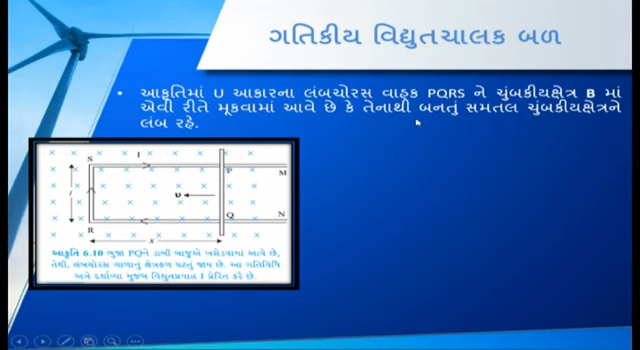 ગતિકીય વિદ્યુતચાલક બળ
• આકૃતિમાં U આકારના લંબચોરસ વાહક PQRS ને ચુંબકીયક્ષેત્ર B માં
એવી રીતે મૂકવામાં આવે છે કે તેનાથી બનતું સમતલ ચુંબકીયક્ષેત્રને
લંબ રહે.
S I P M
l υ
R Q N
x
આકૃતિ 6.10 ભુજા PQને ડાબી બાજુએ ખસેડવામાં આવે છે,
તેથી, લંબચોરસ ગાળાનું ક્ષેત્રફળ ઘટતું જાય છે. આ ગતિવિધિ
અત્રે દર્શાવ્યા મુજબ વિદ્યુતપ્રવાહ I પ્રેરિત કરે છે.